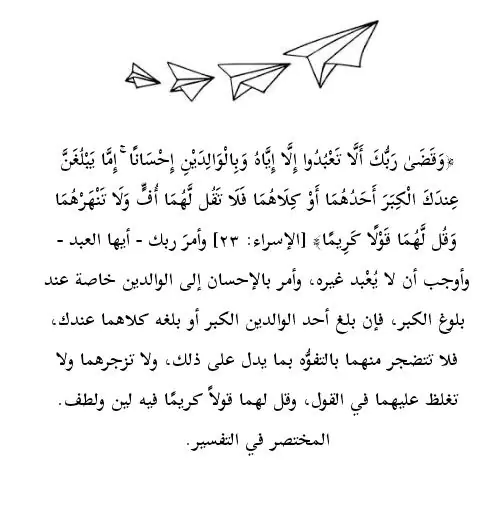 ﴿وَقَضَىٰ رَبُّكَ أَلَّا تَعْبُدُوا إِلَّا إِيَّاهُ وَبِالْوَالِدَيْنِ إِحْسَانًا ۚ إِمَّا يَبْلُغَنَّ
عِندَكَ الْكِبَرَ أَحَدُهُمَا أَوْ كِلَاهُمَا فَلَا تَقُل لَّهُمَا أُفٍّ وَلَا تَنْهَرْهُمَا
وَقُل لَّهُمَا قَوْلًا كَرِيمًا﴾ [الإسراء: ٢٣] وأمرَ ربك - أيها العبد -
وأوجب أن لا يُعْبد غيره، وأمر بالإحسان إلى الوالدين خاصة عند
بلوغ الكبر، فإن بلغ أحد الوالدين الكبر أو بلغه كلاهما عندك،
فلا تتضجر منهما بالتفوُّه بما يدل على ذلك، ولا تزجرهما ولا
تغلظ عليهما في القول، وقل لهما قولاً كريمًا فيه لين ولطف.
المختصر في التفسير.